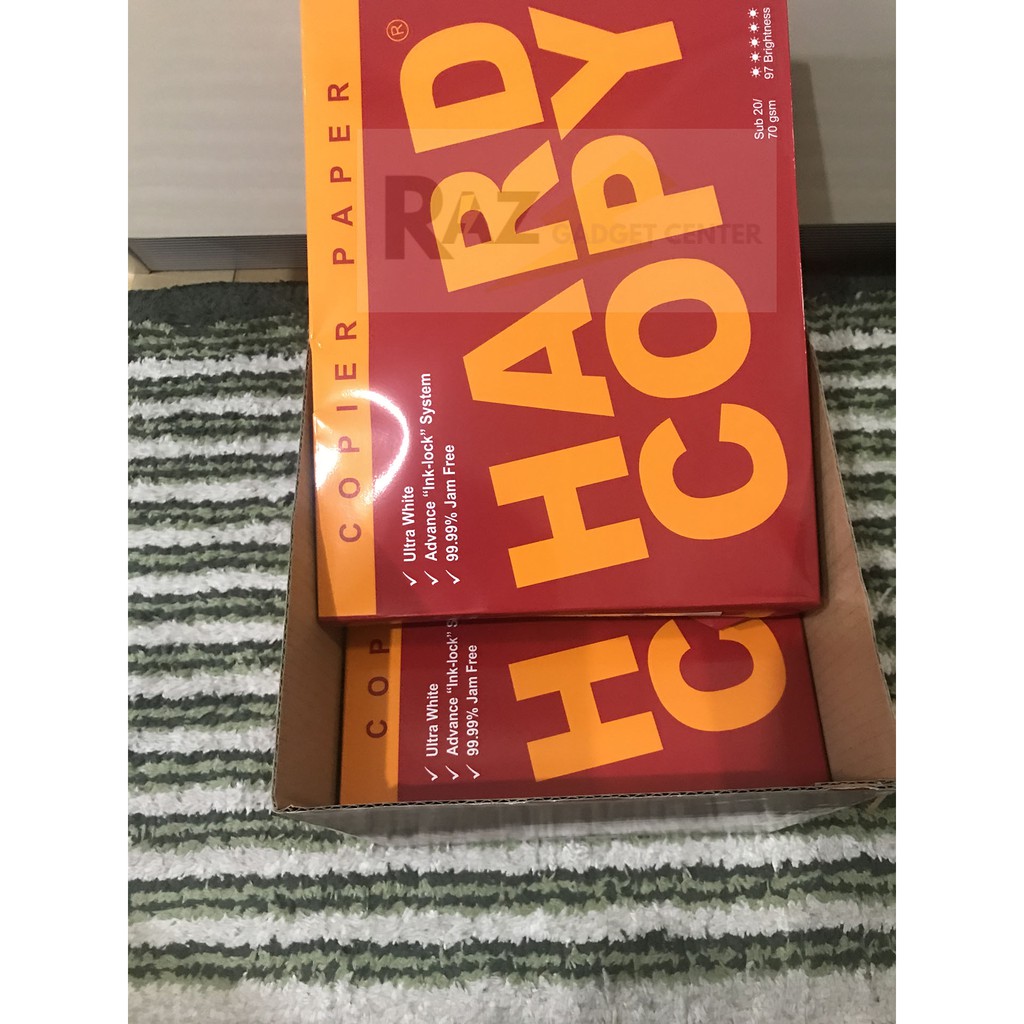 COPIER PAPER
HARD
COPY
®
Sub 20/
70 gsm
97 Brightness
✓ Ultra White
✓ Advance “Ink-lock” System
✓ 99.99% Jam Free
RAZ GADGET CENTER
COP
H
C
✓ Ultra White
✓ Advance “Ink-lock” S
✓ 99.99% Jam Free